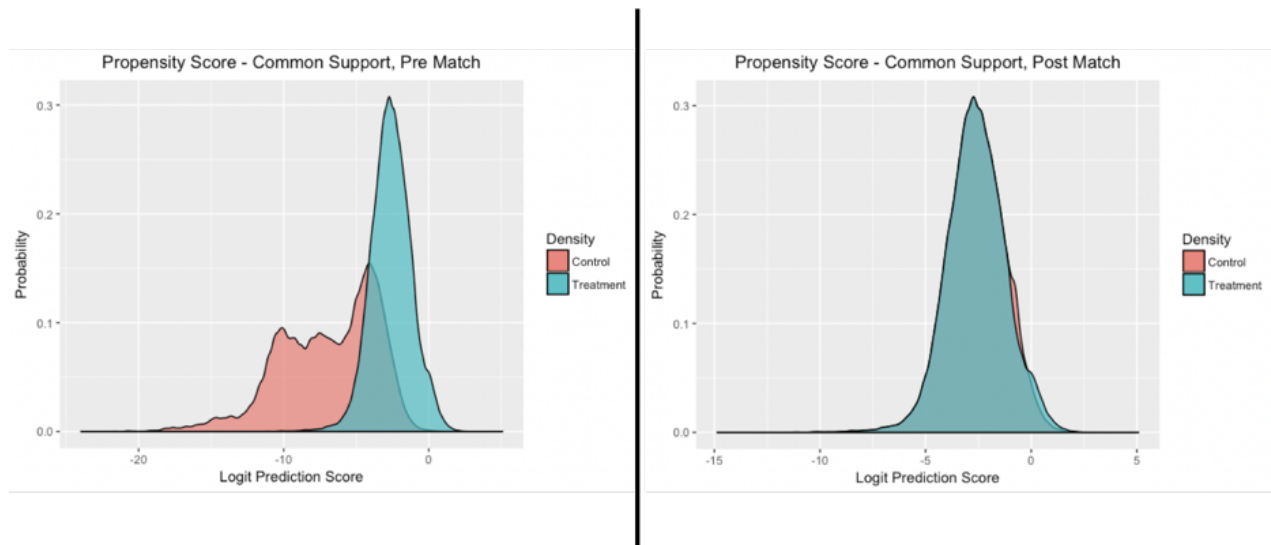 Propensity Score - Common Support, Pre Match
Probability
0.3
0.2
0.1
0.0
-20
-10
0
Logit Prediction Score
Density
Control
Treatment
Propensity Score - Common Support, Post Match
Probability
0.3
0.2
0.1
0.0
-15
-10
-5
0
5
Logit Prediction Score
Density
Control
Treatment